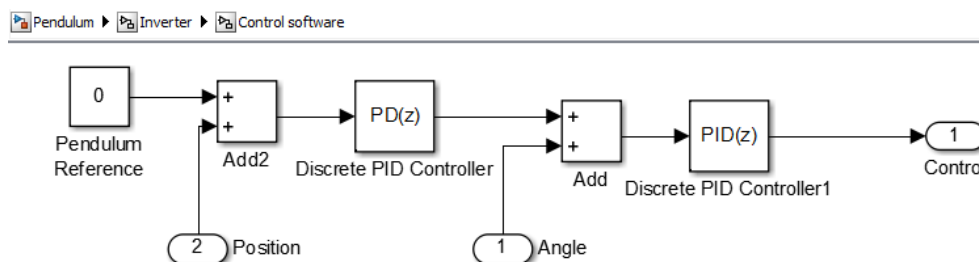 Pendulum ▶ Inverter ▶ Control software
0
Pendulum
Reference
+
+
Add2
PD(z)
Discrete PID Controller
+
+
Add
PID(z)
Discrete PID Controller1
1
Contro
2 Position
1 Angle